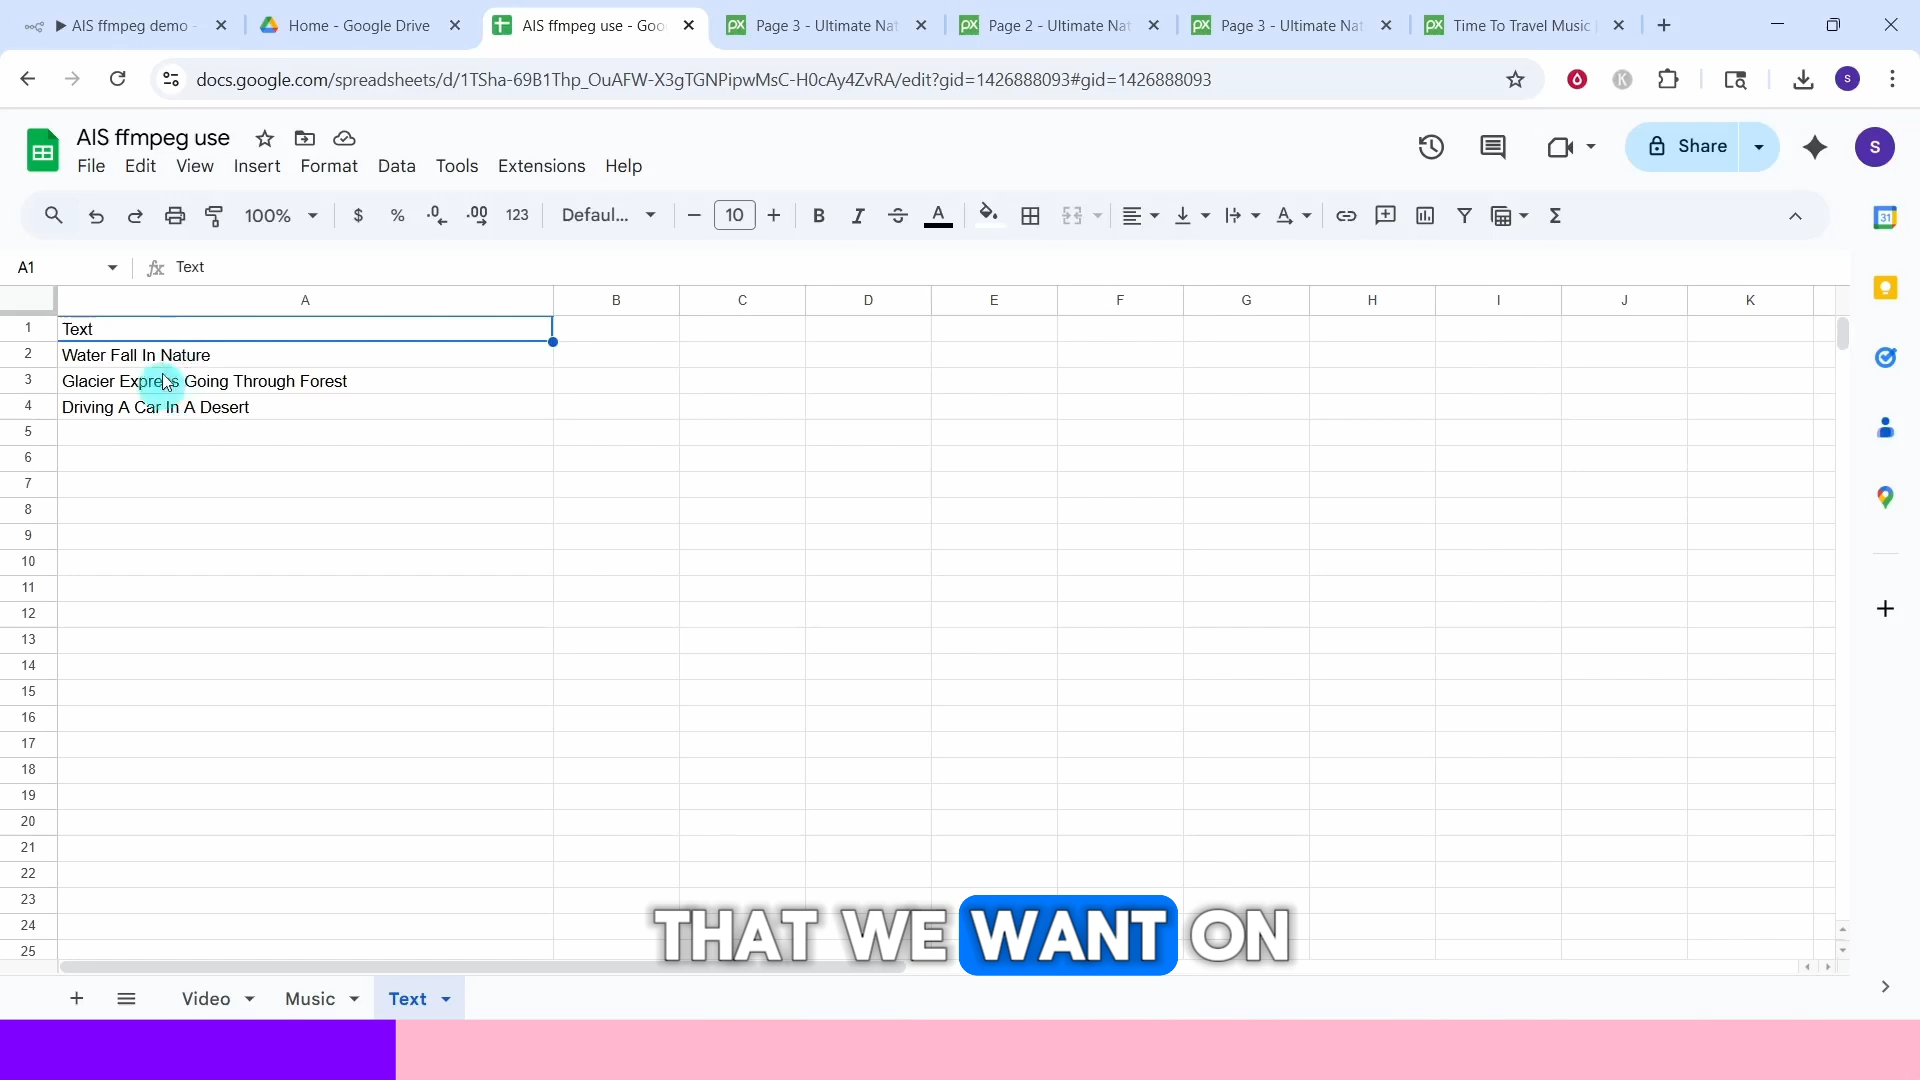 AIS ffmpeg demo
Home - Google Drive
AIS ffmpeg use - Goo
Page 3 - Ultimate Nat
Page 2 - Ultimate Nat
Page 3 - Ultimate Nat
Time To Travel Music
docs.google.com/spreadsheets/d/1TSha-69B1Thp_OuAFW-X3gTGNPipwMsC-H0cAy4ZvRA/edit?gid=1426888093#gid=1426888093
AIS ffmpeg use
File Edit View Insert Format Data Tools Extensions Help
Share
100% $ % .0 .00 123 Defaul... 10 B I S A
A1 fx Text
A B C D E F G H I J K
1 Text
2 Water Fall In Nature
3 Glacier Express Going Through Forest
4 Driving A Car In A Desert
5
6
7
8
9
10
11
12
13
14
15
16
17
18
19
20
21
22
23
24
25
THAT WE WANT ON
Video Music Text